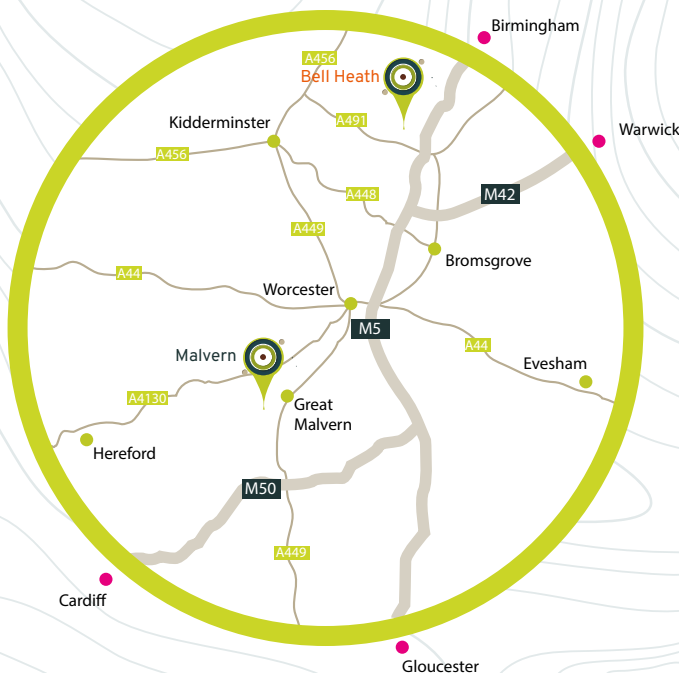 Birmingham
A456
Bell Heath
Kidderminster
A491
Warwick
A456
A448
M42
A449
Bromsgrove
A44
Worcester
M5
A44
Malvern
Evesham
A4130
Great
Malvern
Hereford
M50
A449
Cardiff
Gloucester